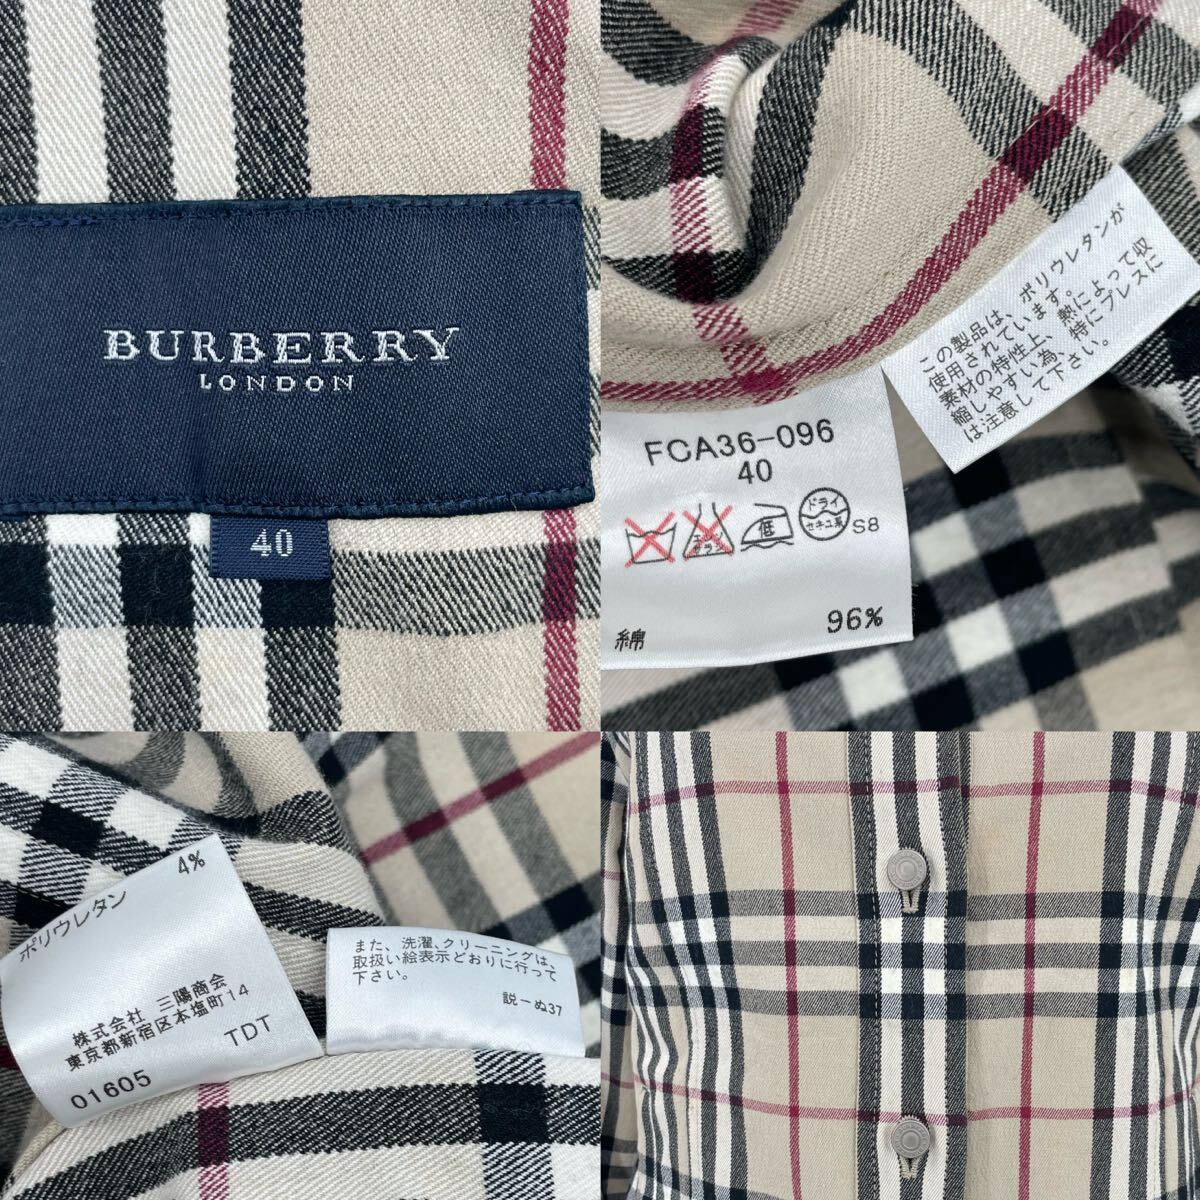 BURBERRY
LONDON
40
この製品は、ポリウレタンが
使用されています。
素材の特性上、熱によって収
縮しやすい為、特にプレスに
は注意して下さい。
FCA36-096
40
低
ドライ
セキユ系
S8
綿 96%
ポリウレタン 4%
株式会社 三陽商会
東京都新宿区本塩町14
TDT
01605
また、洗濯、クリーニングは
取扱い絵表示どおりに行って
下さい。
説ーぬ37